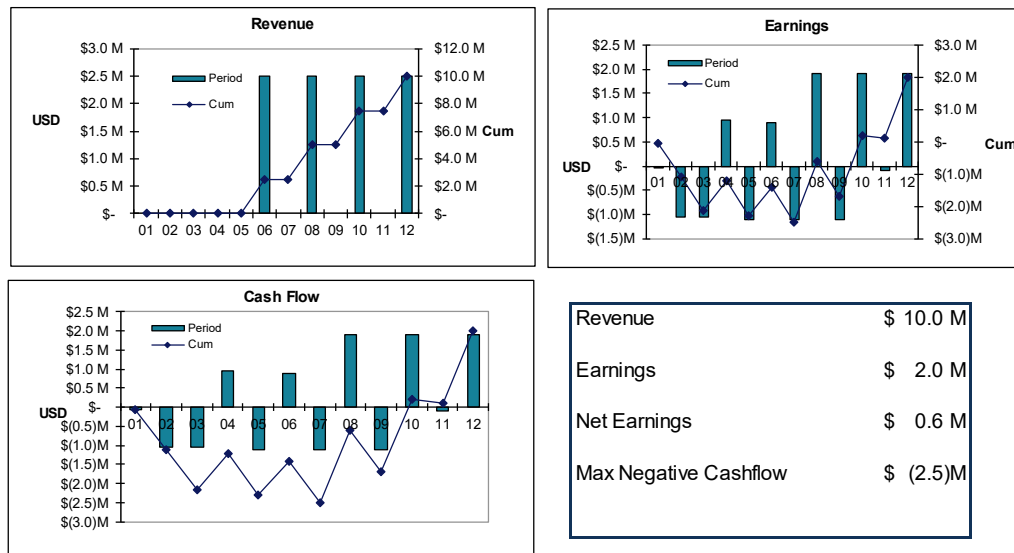 Revenue
$3.0 M
$2.5 M
$2.0 M
$1.5 M
$1.0 M
$0.5 M
$-
USD
Period
Cum
$12.0 M
$10.0 M
$8.0 M
$6.0 M
$4.0 M
$2.0 M
$-
Cum
01 02 03 04 05 06 07 08 09 10 11 12
Earnings
$2.5 M
$2.0 M
$1.5 M
$1.0 M
$0.5 M
$-
$(0.5)M
$(1.0)M
$(1.5)M
USD
Period
Cum
$3.0 M
$2.0 M
$1.0 M
$-
$(1.0)M
$(2.0)M
$(3.0)M
Cum
01 02 03 04 05 06 07 08 09 10 11 12
Cash Flow
$2.5 M
$2.0 M
$1.5 M
$1.0 M
$0.5 M
$-
$(0.5)M
$(1.0)M
$(1.5)M
$(2.0)M
$(2.5)M
$(3.0)M
USD
Period
Cum
01 02 03 04 05 06 07 08 09 10 11 12
Revenue $ 10.0 M
Earnings $ 2.0 M
Net Earnings $ 0.6 M
Max Negative Cashflow $ (2.5)M